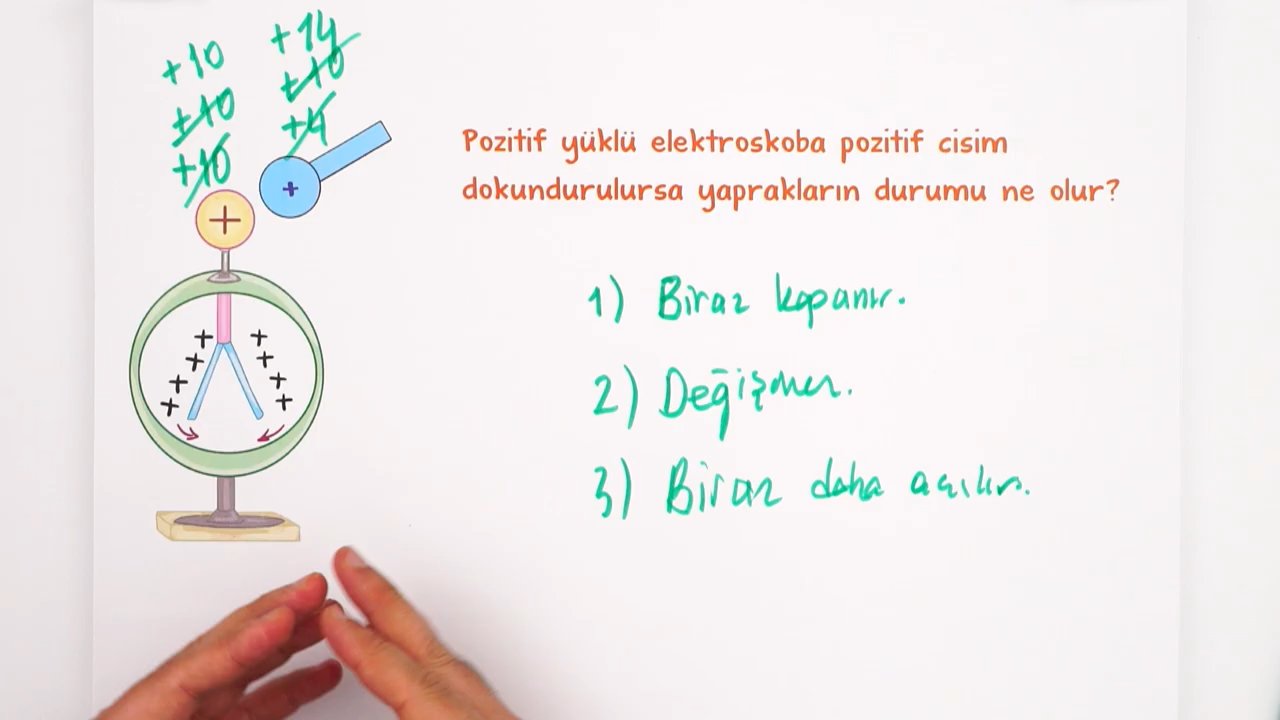 +10
+10
+10
+14
+10
+4
+
+
Pozitif yüklü elektroskoba pozitif cisim
dokundurulursa yaprakların durumu ne olur?
+ +
+ +
+ +
+ +
1) Biraz kapanır.
2) Değişmez.
3) Biraz daha açılır.